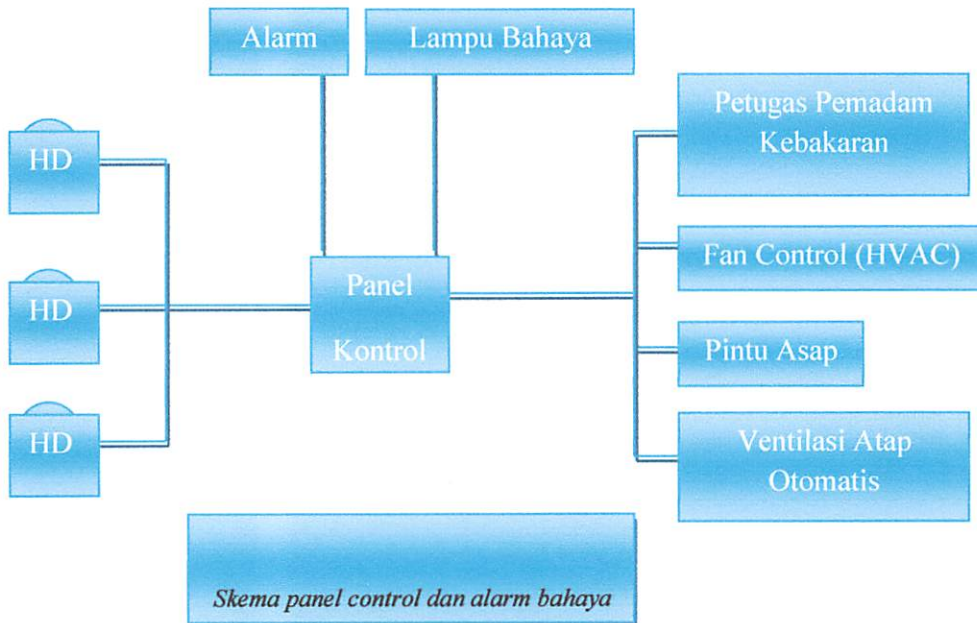 Alarm
Lampu Bahaya
Petugas Pemadam
Kebakaran
HD
Fan Control (HVAC)
HD
Panel
Kontrol
Pintu Asap
HD
Ventilasi Atap
Otomatis
Skema panel control dan alarm bahaya